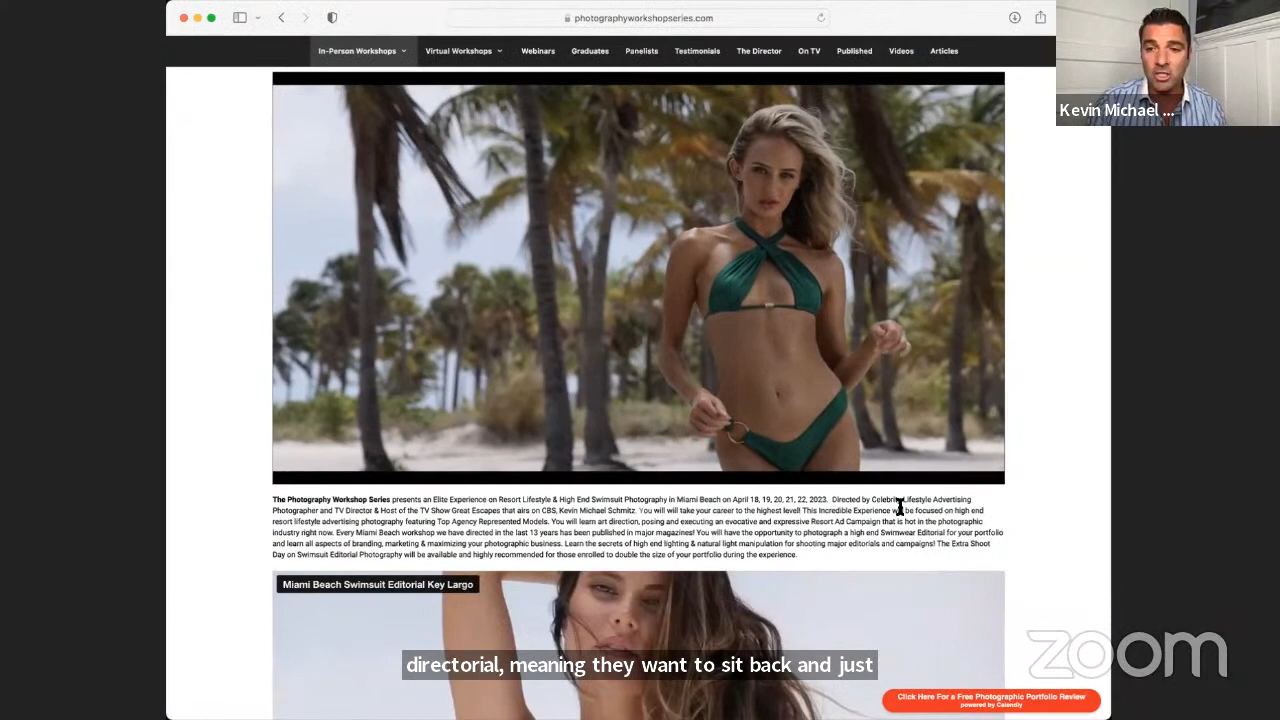 photographyworkshopseries.com
In-Person Workshops Virtual Workshops Webinars Graduates Panelists Testimonials The Director On TV Published Videos Articles
Kevin Michael ...
The Photography Workshop Series presents an Elite Experience on Resort Lifestyle & High End Swimsuit Photography in Miami Beach on April 18, 19, 20, 21, 22, 2023. Directed by Celebrity Lifestyle Advertising
Photographer and TV Director & Host of the TV Show Great Escapes that airs on CBS, Kevin Michael Schmitz. You will will take your career to the highest level! This Incredible Experience will be focused on high end
resort lifestyle advertising photography featuring Top Agency Represented Models. You will learn art direction, posing and executing an evocative and expressive Resort Ad Campaign that is hot in the photographic
industry right now. Every Miami Beach workshop we have directed in the last 13 years has been published in major magazines! You will have the opportunity to photograph a high end Swimwear Editorial for your portfolio
and learn all aspects of branding, marketing & maximizing your photographic business. Learn the secrets of high end lighting & natural light manipulation for shooting major editorials and campaigns! The Extra Shoot
Day on Swimsuit Editorial Photography will be available and highly recommended for those enrolled to double the size of your portfolio during the experience.
Miami Beach Swimsuit Editorial Key Largo
directorial, meaning they want to sit back and just
zoom
Click Here For a Free Photographic Portfolio Review
powered by Calendly